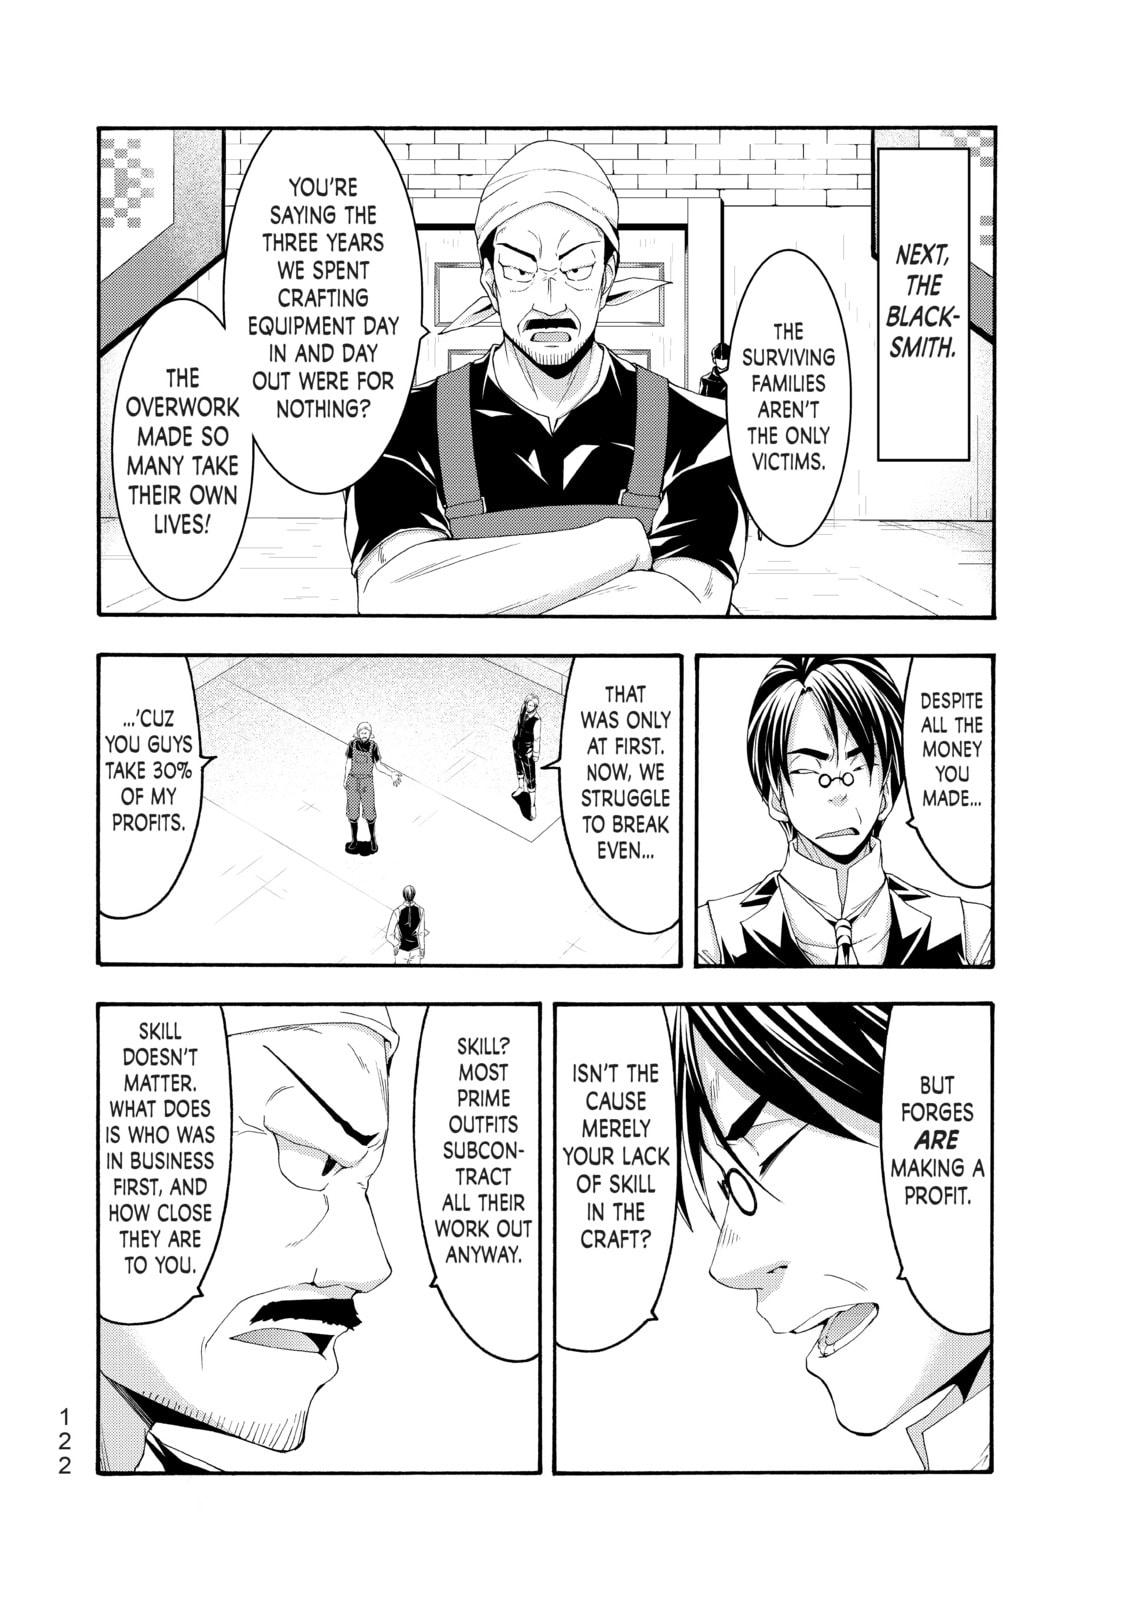 NEXT,
THE
BLACK-
SMITH.
THE
SURVIVING
FAMILIES
AREN'T
THE ONLY
VICTIMS.
YOU'RE
SAYING THE
THREE YEARS
WE SPENT
CRAFTING
EQUIPMENT DAY
IN AND DAY
OUT WERE FOR
NOTHING?
THE
OVERWORK
MADE SO
MANY TAKE
THEIR OWN
LIVES!
DESPITE
ALL THE
MONEY
YOU
MADE...
THAT
WAS ONLY
AT FIRST.
NOW, WE
STRUGGLE
TO BREAK
EVEN...
...'CUZ
YOU GUYS
TAKE 30%
OF MY
PROFITS.
BUT
FORGES
ARE
MAKING A
PROFIT.
ISN'T THE
CAUSE
MERELY
YOUR LACK
OF SKILL
IN THE
CRAFT?
SKILL?
MOST
PRIME
OUTFITS
SUBCON-
TRACT
ALL THEIR
WORK OUT
ANYWAY.
SKILL
DOESN'T
MATTER.
WHAT DOES
IS WHO WAS
IN BUSINESS
FIRST, AND
HOW CLOSE
THEY ARE
TO YOU.
122